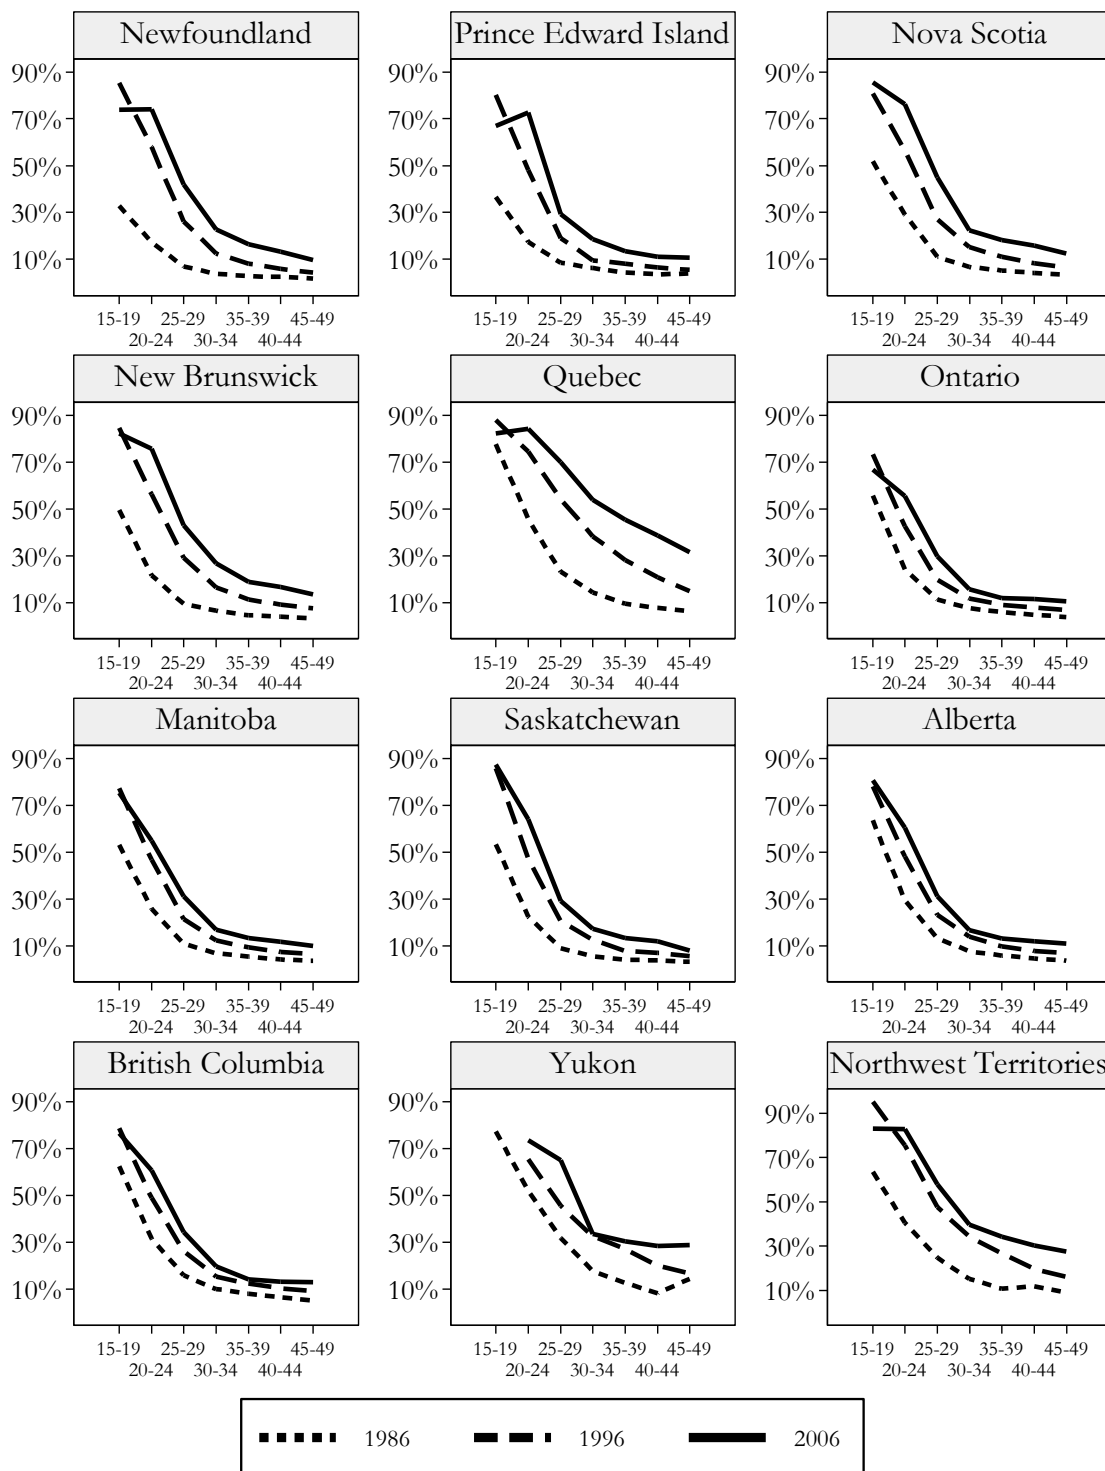 Newfoundland
Prince Edward Island
Nova Scotia
90%
70%
50%
30%
10%
90%
70%
50%
30%
10%
90%
70%
50%
30%
10%
15-19 25-29 35-39 45-49
20-24 30-34 40-44
15-19 25-29 35-39 45-49
20-24 30-34 40-44
15-19 25-29 35-39 45-49
20-24 30-34 40-44
New Brunswick
Quebec
Ontario
90%
70%
50%
30%
10%
90%
70%
50%
30%
10%
90%
70%
50%
30%
10%
15-19 25-29 35-39 45-49
20-24 30-34 40-44
15-19 25-29 35-39 45-49
20-24 30-34 40-44
15-19 25-29 35-39 45-49
20-24 30-34 40-44
Manitoba
Saskatchewan
Alberta
90%
70%
50%
30%
10%
90%
70%
50%
30%
10%
90%
70%
50%
30%
10%
15-19 25-29 35-39 45-49
20-24 30-34 40-44
15-19 25-29 35-39 45-49
20-24 30-34 40-44
15-19 25-29 35-39 45-49
20-24 30-34 40-44
British Columbia
Yukon
Northwest Territories
90%
70%
50%
30%
10%
90%
70%
50%
30%
10%
90%
70%
50%
30%
10%
15-19 25-29 35-39 45-49
20-24 30-34 40-44
15-19 25-29 35-39 45-49
20-24 30-34 40-44
15-19 25-29 35-39 45-49
20-24 30-34 40-44
1986 1996 2006